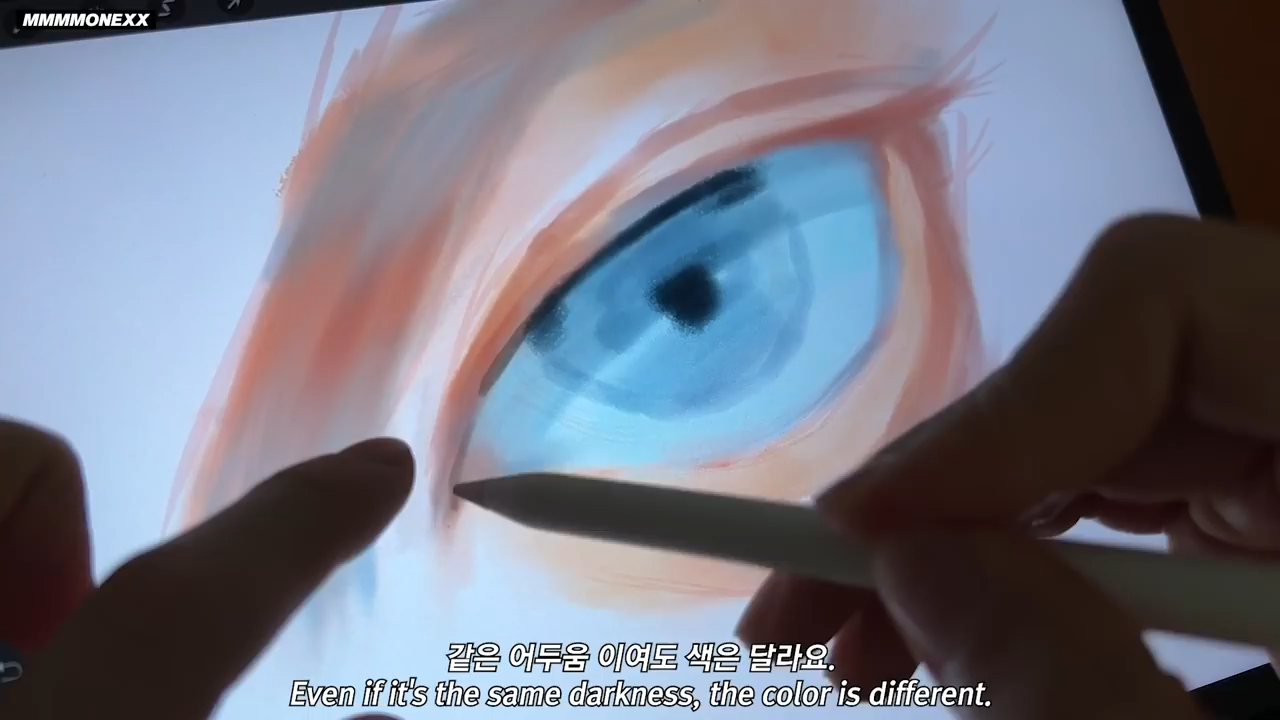 MMMMONEXX
같은 어두움 이여도 색은 달라요.
Even if it's the same darkness, the color is different.